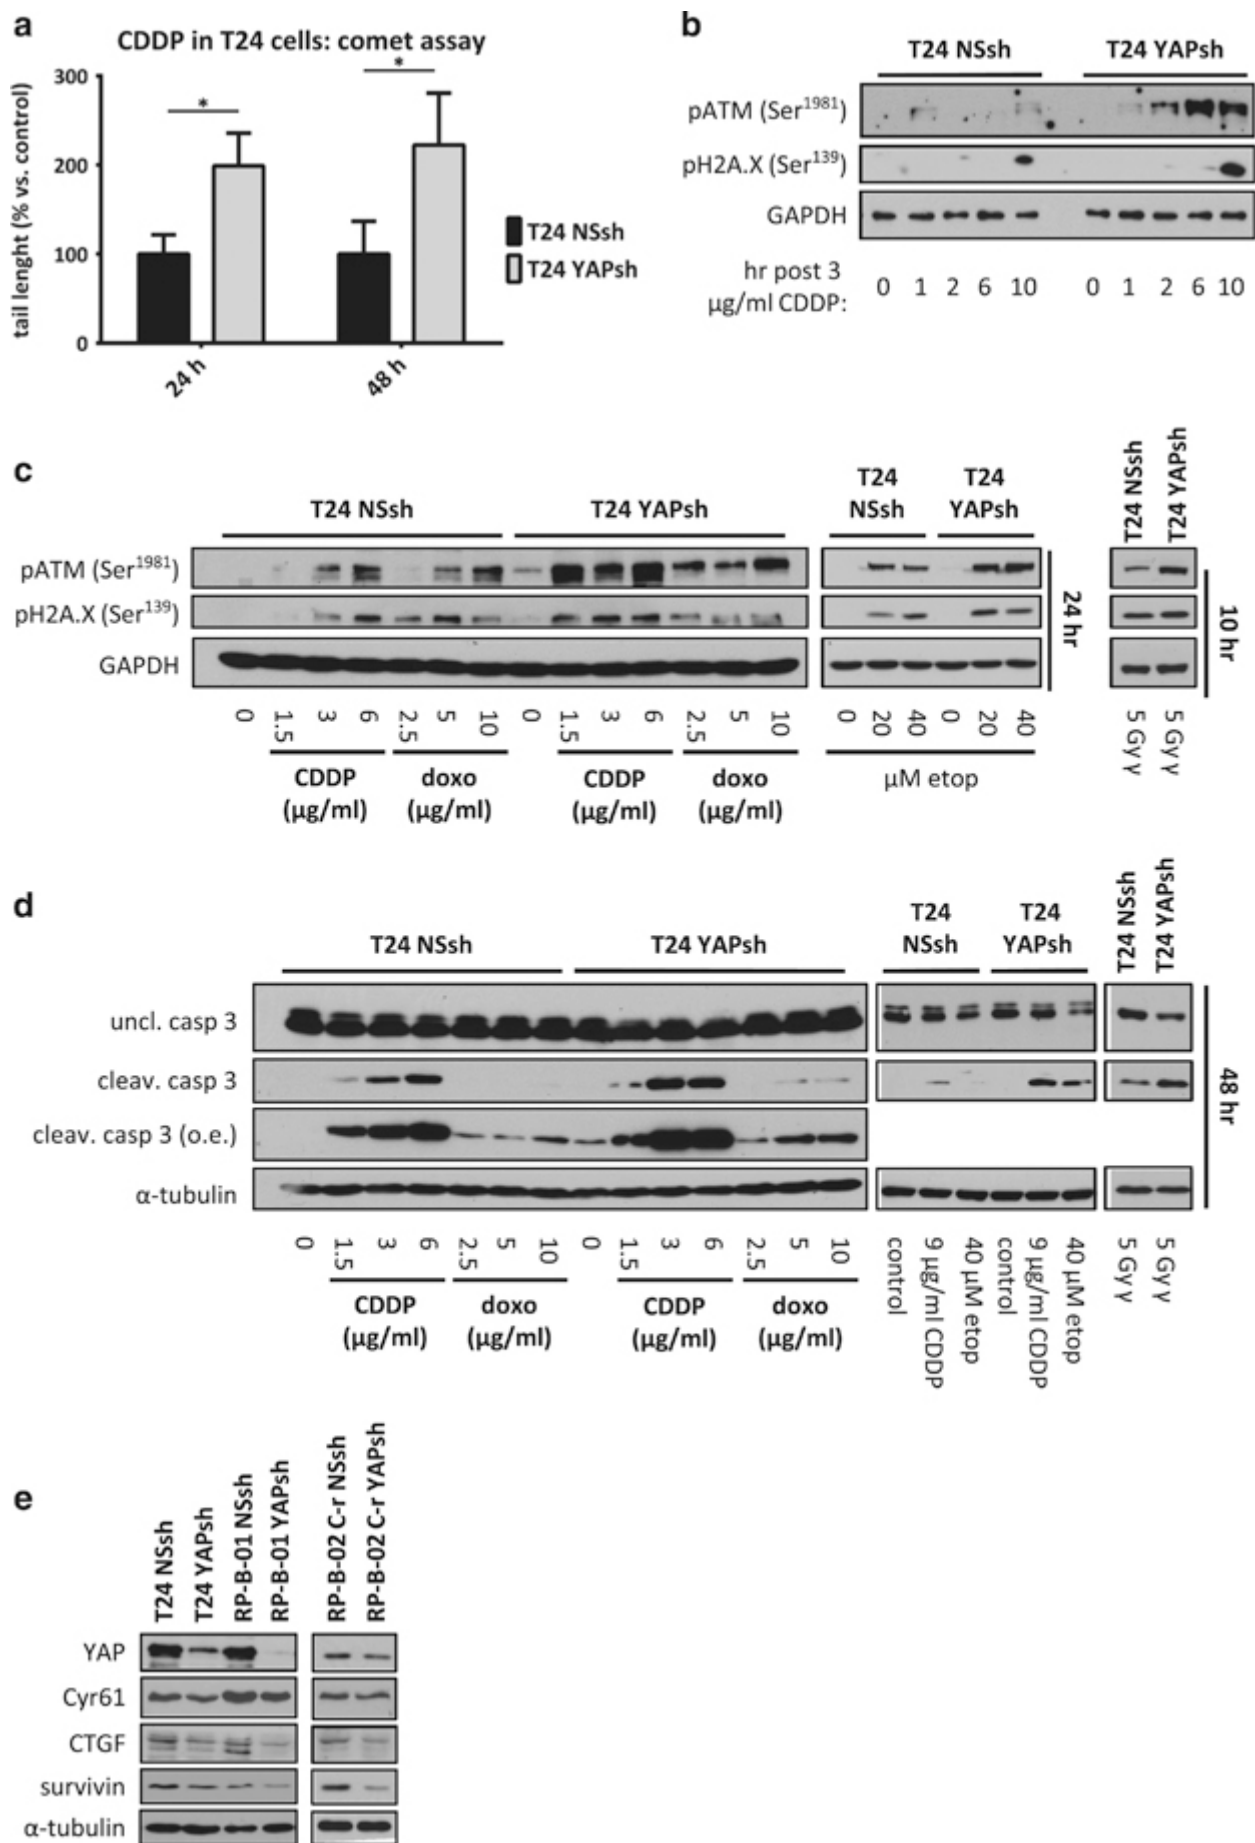 a
CDDP in T24 cells: comet assay
tail lenght (% vs. control)
300
200
100
0
*
*
24 h
48 h
T24 NSsh
T24 YAPsh
b
T24 NSsh T24 YAPsh
pATM (Ser1981)
pH2A.X (Ser139)
GAPDH
hr post 3
µg/ml CDDP:
0 1 2 6 10 0 1 2 6 10
c
T24 NSsh T24 YAPsh
T24 NSsh
T24 YAPsh
T24 NSsh
T24 YAPsh
pATM (Ser1981)
pH2A.X (Ser139)
GAPDH
24 hr
10 hr
0 1.5 3 6 2.5 5 10 0 1.5 3 6 2.5 5 10
0 20 40 0 20 40
5 Gy γ
5 Gy γ
CDDP doxo CDDP doxo
(µg/ml) (µg/ml) (µg/ml) (µg/ml)
µM etop
d
T24 NSsh T24 YAPsh
T24 NSsh
T24 YAPsh
T24 NSsh
T24 YAPsh
uncl. casp 3
cleav. casp 3
cleav. casp 3 (o.e.)
α-tubulin
48 hr
0 1.5 3 6 2.5 5 10 0 1.5 3 6 2.5 5 10
CDDP doxo CDDP doxo
(µg/ml) (µg/ml) (µg/ml) (µg/ml)
control
9 µg/ml CDDP
40 µM etop
control
9 µg/ml CDDP
40 µM etop
5 Gy γ
5 Gy γ
e
T24 NSsh
T24 YAPsh
RP-B-01 NSsh
RP-B-01 YAPsh
RP-B-02 C-r NSsh
RP-B-02 C-r YAPsh
YAP
Cyr61
CTGF
survivin
α-tubulin